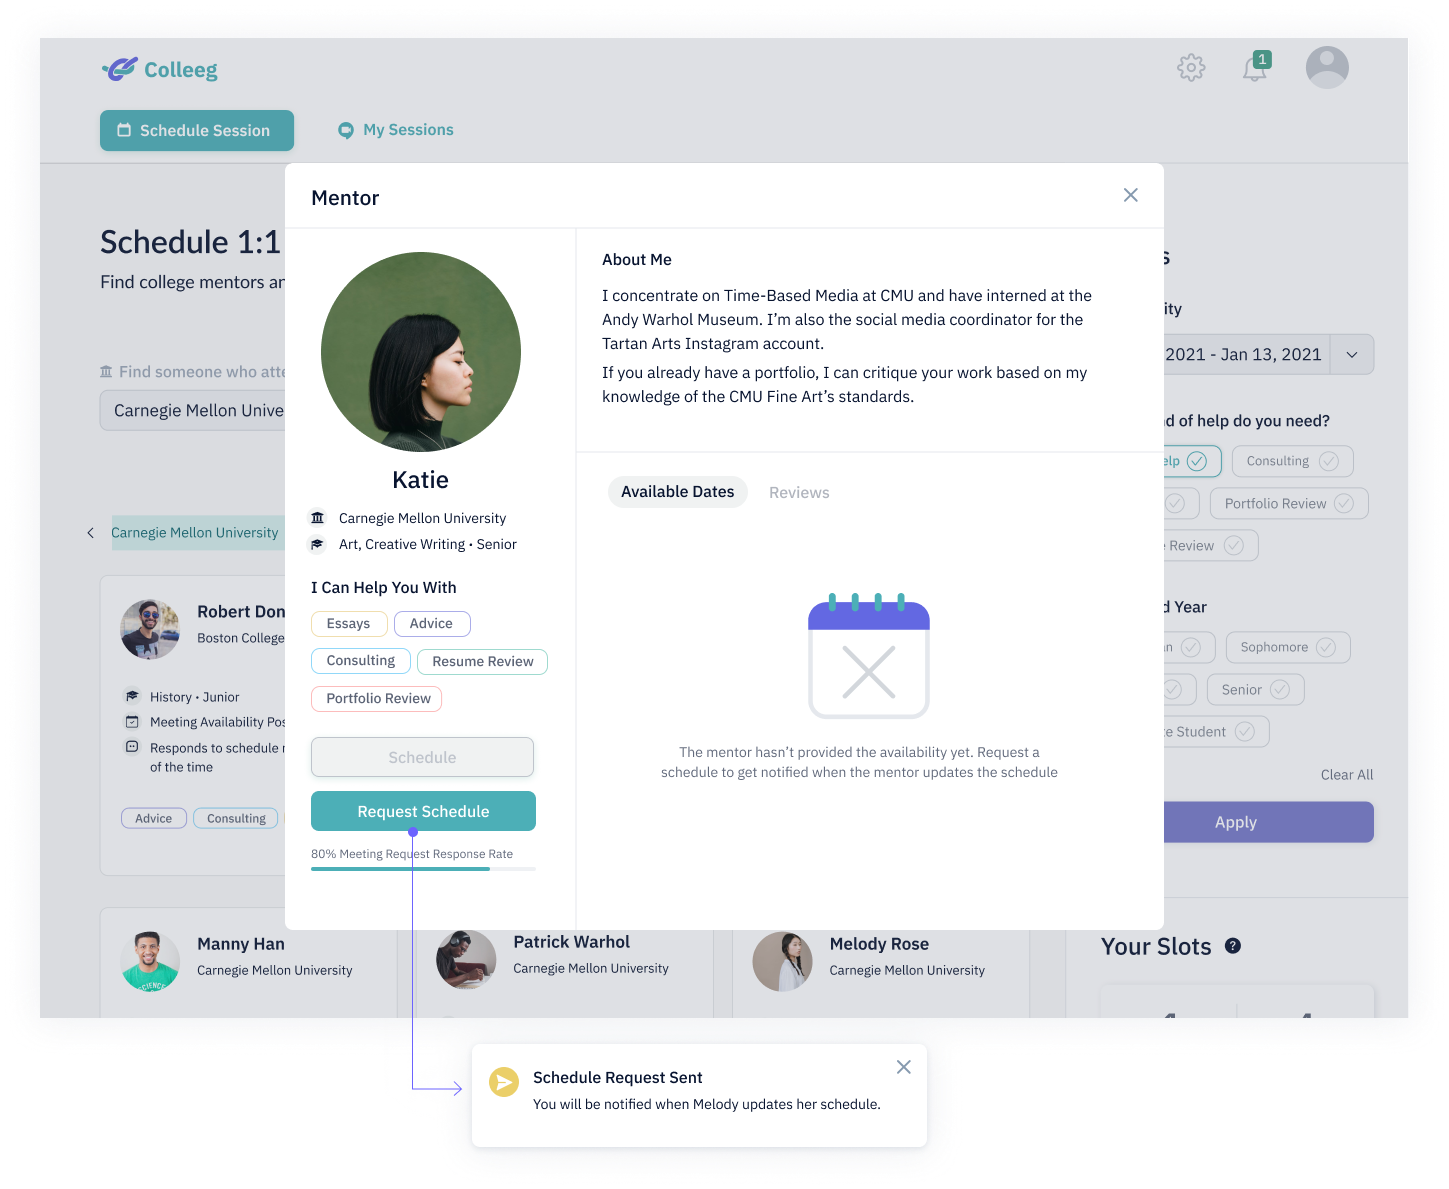 Colleeg
1
Schedule Session
My Sessions
Schedule 1:1
Find college mentors
Find someone who
Carnegie Mellon
Carnegie Mellon University
Robert
Boston College
History • Junior
Meeting Availability
Responds to schedule
of the time
Advice
Consulting
Mentor
Katie
Carnegie Mellon University
Art, Creative Writing • Senior
I Can Help You With
Essays
Advice
Consulting
Resume Review
Portfolio Review
Schedule
Request Schedule
80% Meeting Request Response Rate
About Me
I concentrate on Time-Based Media at CMU and have interned at the
Andy Warhol Museum. I’m also the social media coordinator for the
Tartan Arts Instagram account.
If you already have a portfolio, I can critique your work based on my
knowledge of the CMU Fine Art’s standards.
Available Dates
Reviews
The mentor hasn’t provided the availability yet. Request a
schedule to get notified when the mentor updates the schedule
2021 - Jan 13, 2021
of help do you need?
Consulting
Portfolio Review
Review
Year
Sophomore
Senior
Student
Clear All
Apply
Manny Han
Carnegie Mellon University
Patrick Warhol
Carnegie Mellon University
Melody Rose
Carnegie Mellon University
Your Slots ?
Schedule Request Sent
You will be notified when Melody updates her schedule.